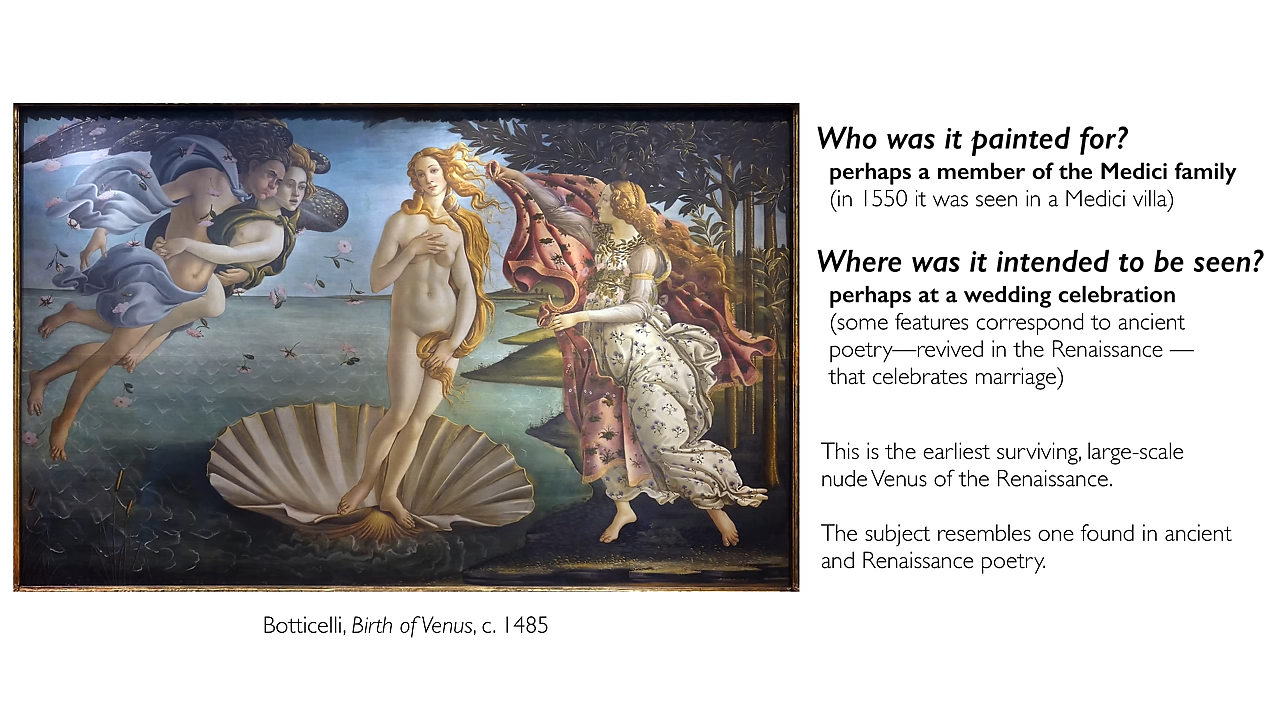 Who was it painted for?
perhaps a member of the Medici family
(in 1550 it was seen in a Medici villa)
Where was it intended to be seen?
perhaps at a wedding celebration
(some features correspond to ancient
poetry—revived in the Renaissance —
that celebrates marriage)
This is the earliest surviving, large-scale
nude Venus of the Renaissance.
The subject resembles one found in ancient
and Renaissance poetry.
Botticelli, Birth of Venus, c. 1485